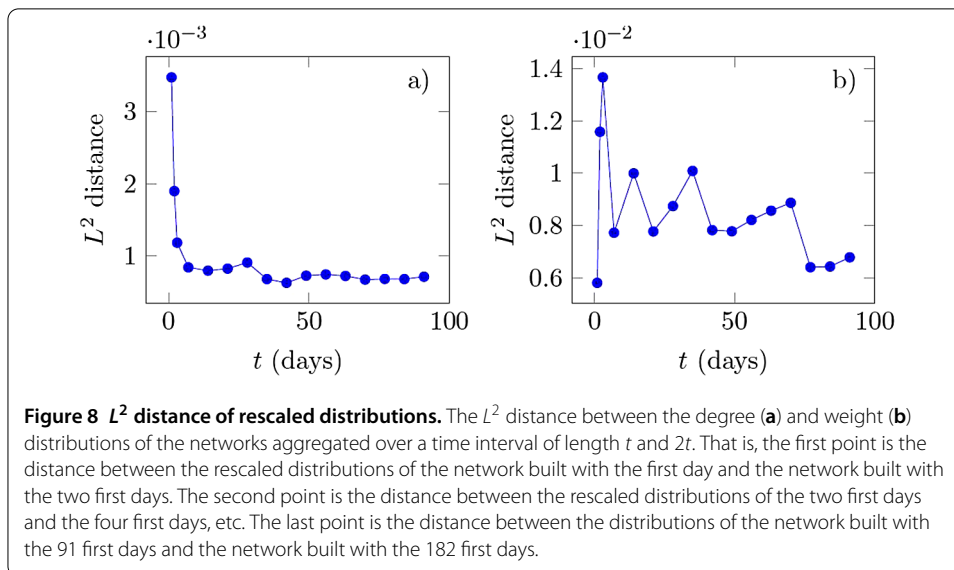 ·10⁻³
a)
L² distance
3
2
1
0
50
100
t (days)
·10⁻²
b)
L² distance
1.4
1.2
1
0.8
0.6
0
50
100
t (days)
Figure 8 L² distance of rescaled distributions. The L² distance between the degree (a) and weight (b)
distributions of the networks aggregated over a time interval of length t and 2t. That is, the first point is the
distance between the rescaled distributions of the network built with the first day and the network built with
the two first days. The second point is the distance between the rescaled distributions of the two first days
and the four first days, etc. The last point is the distance between the distributions of the network built with
the 91 first days and the network built with the 182 first days.